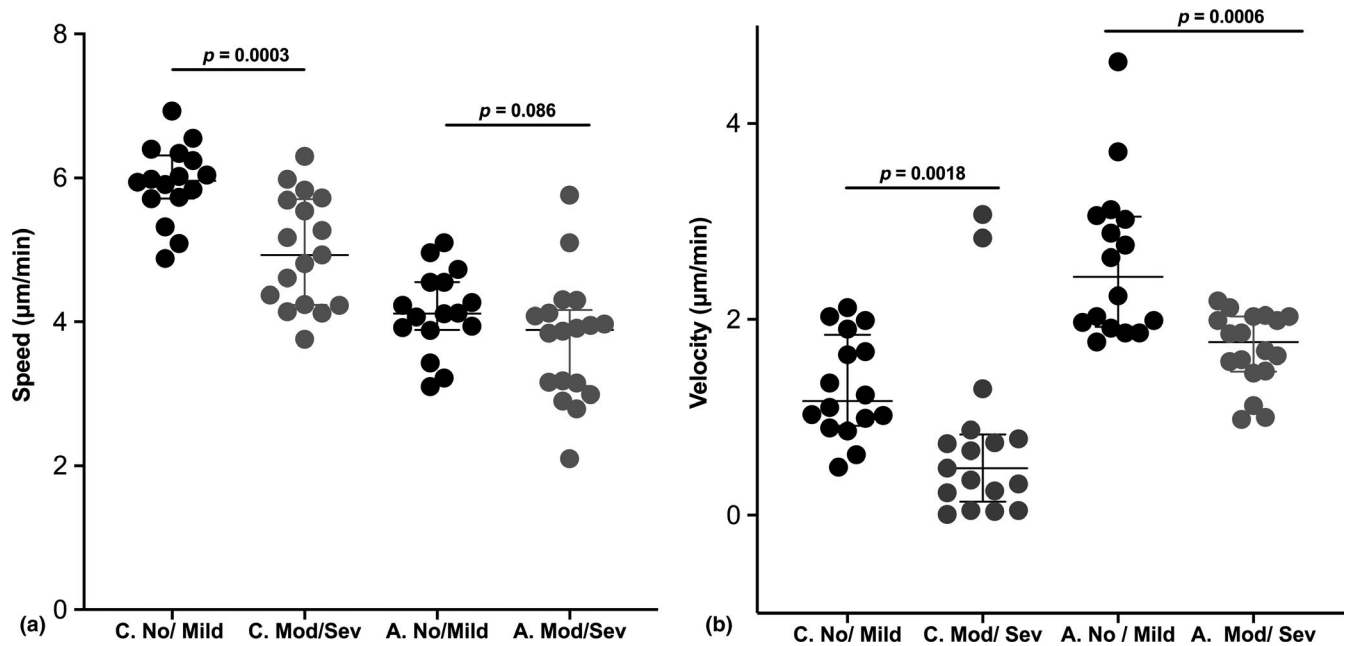 8
6
4
2
0
Speed (μm/min)
p = 0.0003
p = 0.086
(a)
C. No/ Mild C. Mod/Sev A. No/Mild A. Mod/Sev
4
2
0
Velocity (μm/min)
p = 0.0018
p = 0.0006
(b)
C. No/ Mild C. Mod/ Sev A. No / Mild A. Mod/ Sev